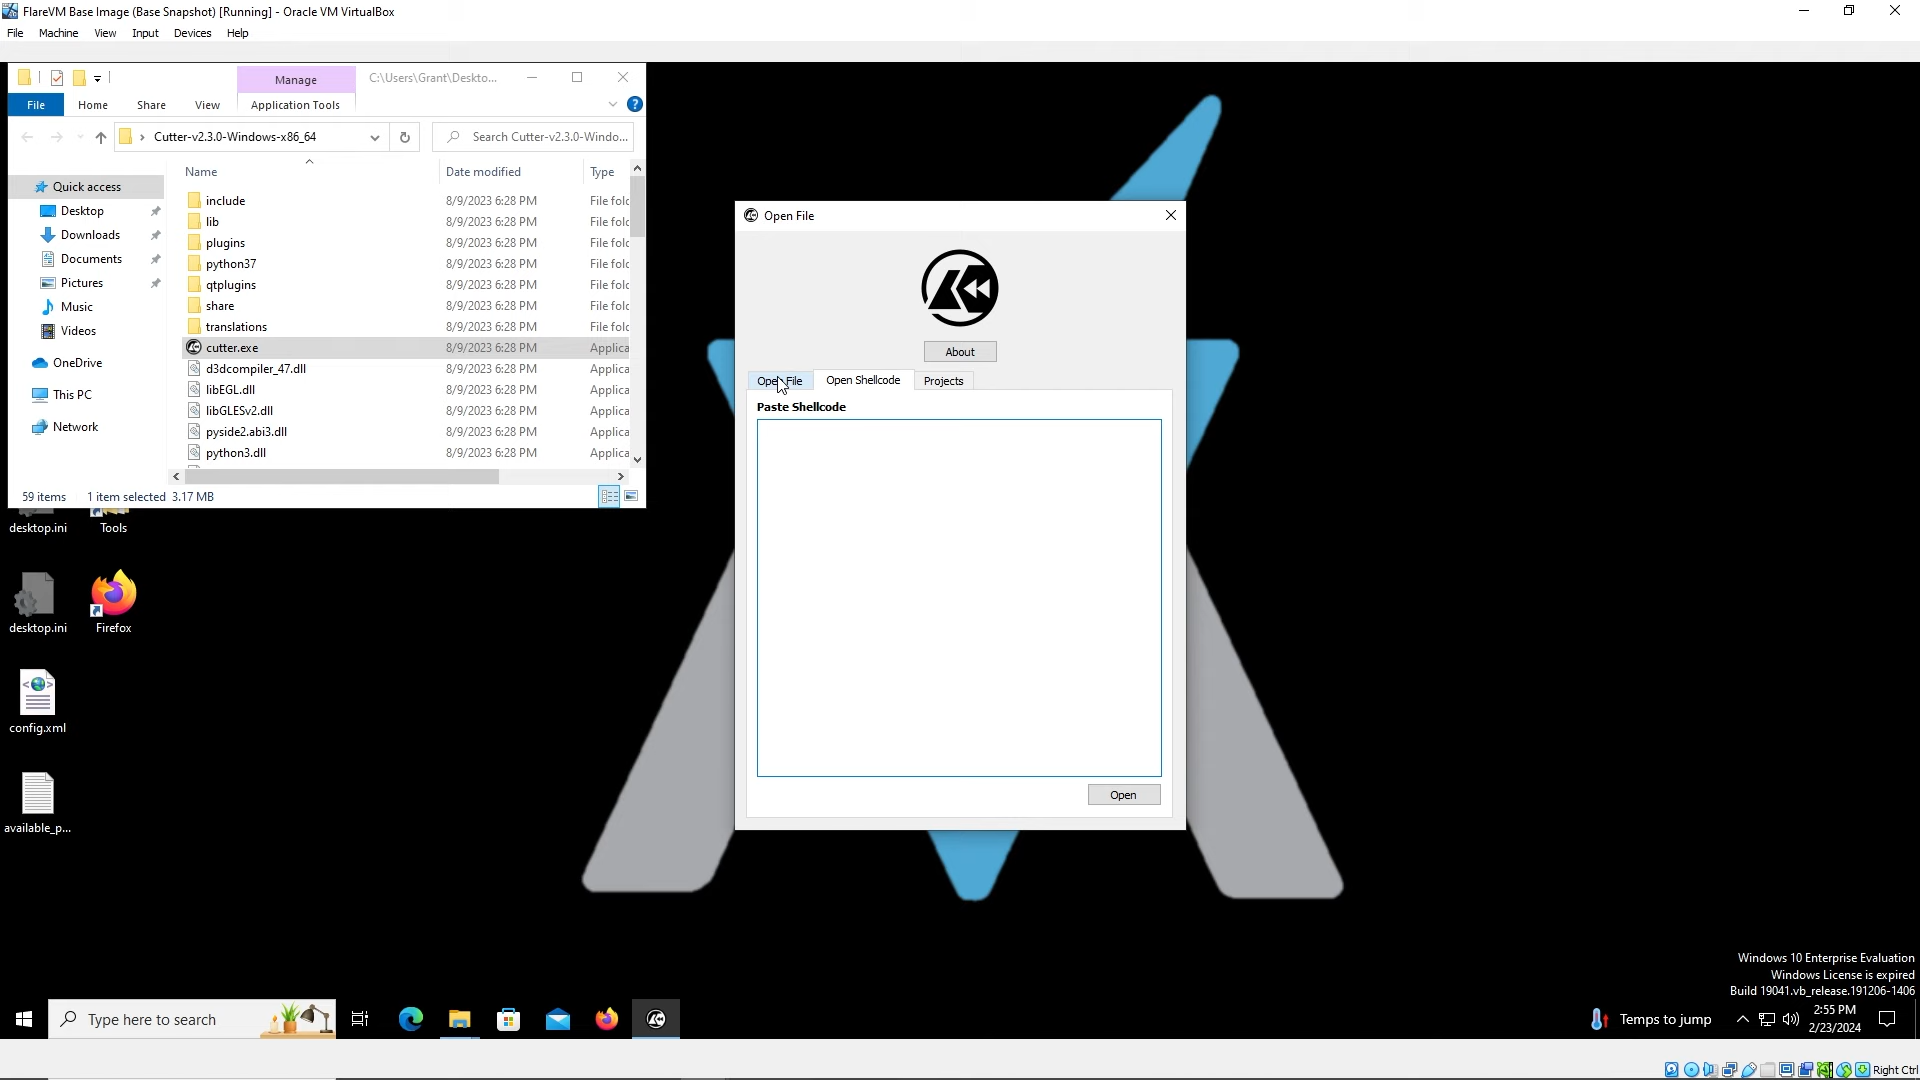 FlareVM Base Image (Base Snapshot) [Running] - Oracle VM VirtualBox
File Machine View Input Devices Help
Manage C:\Users\Grant\Deskto...
File Home Share View Application Tools
Cutter-v2.3.0-Windows-x86_64 Search Cutter-v2.3.0-Windo...
Name Date modified Type
Quick access
Desktop
Downloads
Documents
Pictures
Music
Videos
OneDrive
This PC
Network
include 8/9/2023 6:28 PM File folc
lib 8/9/2023 6:28 PM File folc
plugins 8/9/2023 6:28 PM File folc
python37 8/9/2023 6:28 PM File folc
qtplugins 8/9/2023 6:28 PM File folc
share 8/9/2023 6:28 PM File folc
translations 8/9/2023 6:28 PM File folc
cutter.exe 8/9/2023 6:28 PM Applica
d3dcompiler_47.dll 8/9/2023 6:28 PM Applica
libEGL.dll 8/9/2023 6:28 PM Applica
libGLESv2.dll 8/9/2023 6:28 PM Applica
pyside2.abi3.dll 8/9/2023 6:28 PM Applica
python3.dll 8/9/2023 6:28 PM Applica
59 items 1 item selected 3.17 MB
desktop.ini Tools
desktop.ini Firefox
config.xml
available_p...
Open File
About
Open File Open Shellcode Projects
Paste Shellcode
Open
Windows 10 Enterprise Evaluation
Windows License is expired
Build 19041.vb_release.191206-1406
Type here to search
Temps to jump
2:55 PM
2/23/2024
Right Ctrl